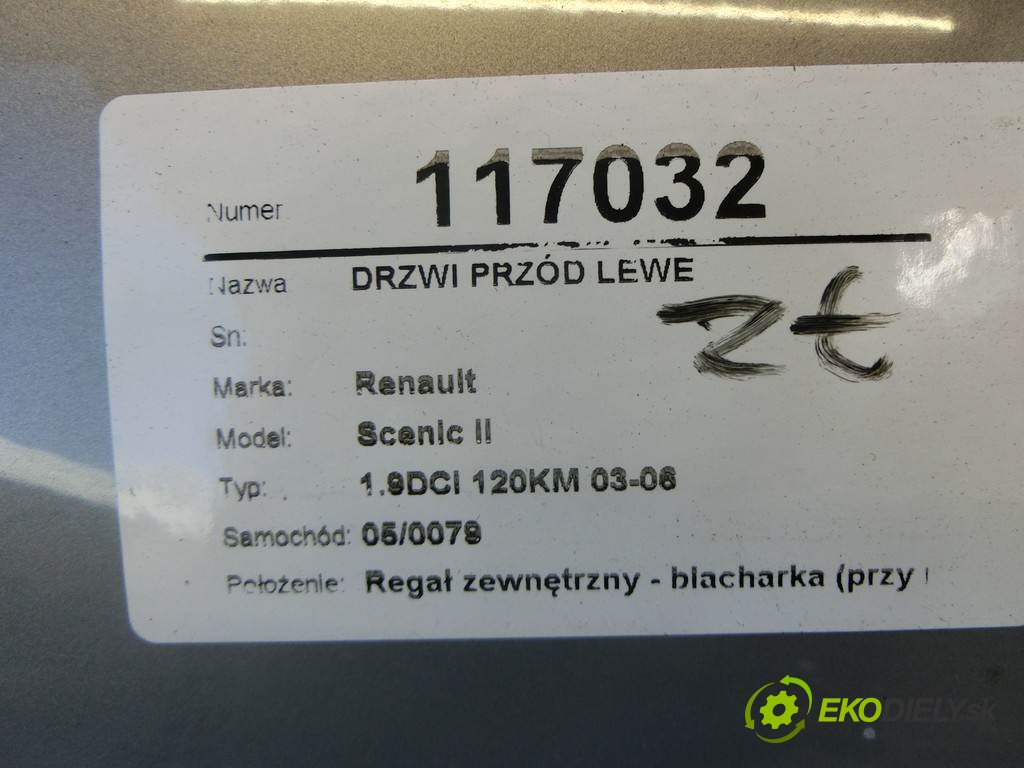 Numer 117032
Nazwa DRZWI PRZÓD LEWE
Sn:
Marka: Renault
Model: Scenic II
Typ: 1.9DCI 120KM 03-06
Samochód: 05/0079
Położenie: Regał zewnętrzny - blacharka (przy
EKODIELY.sk